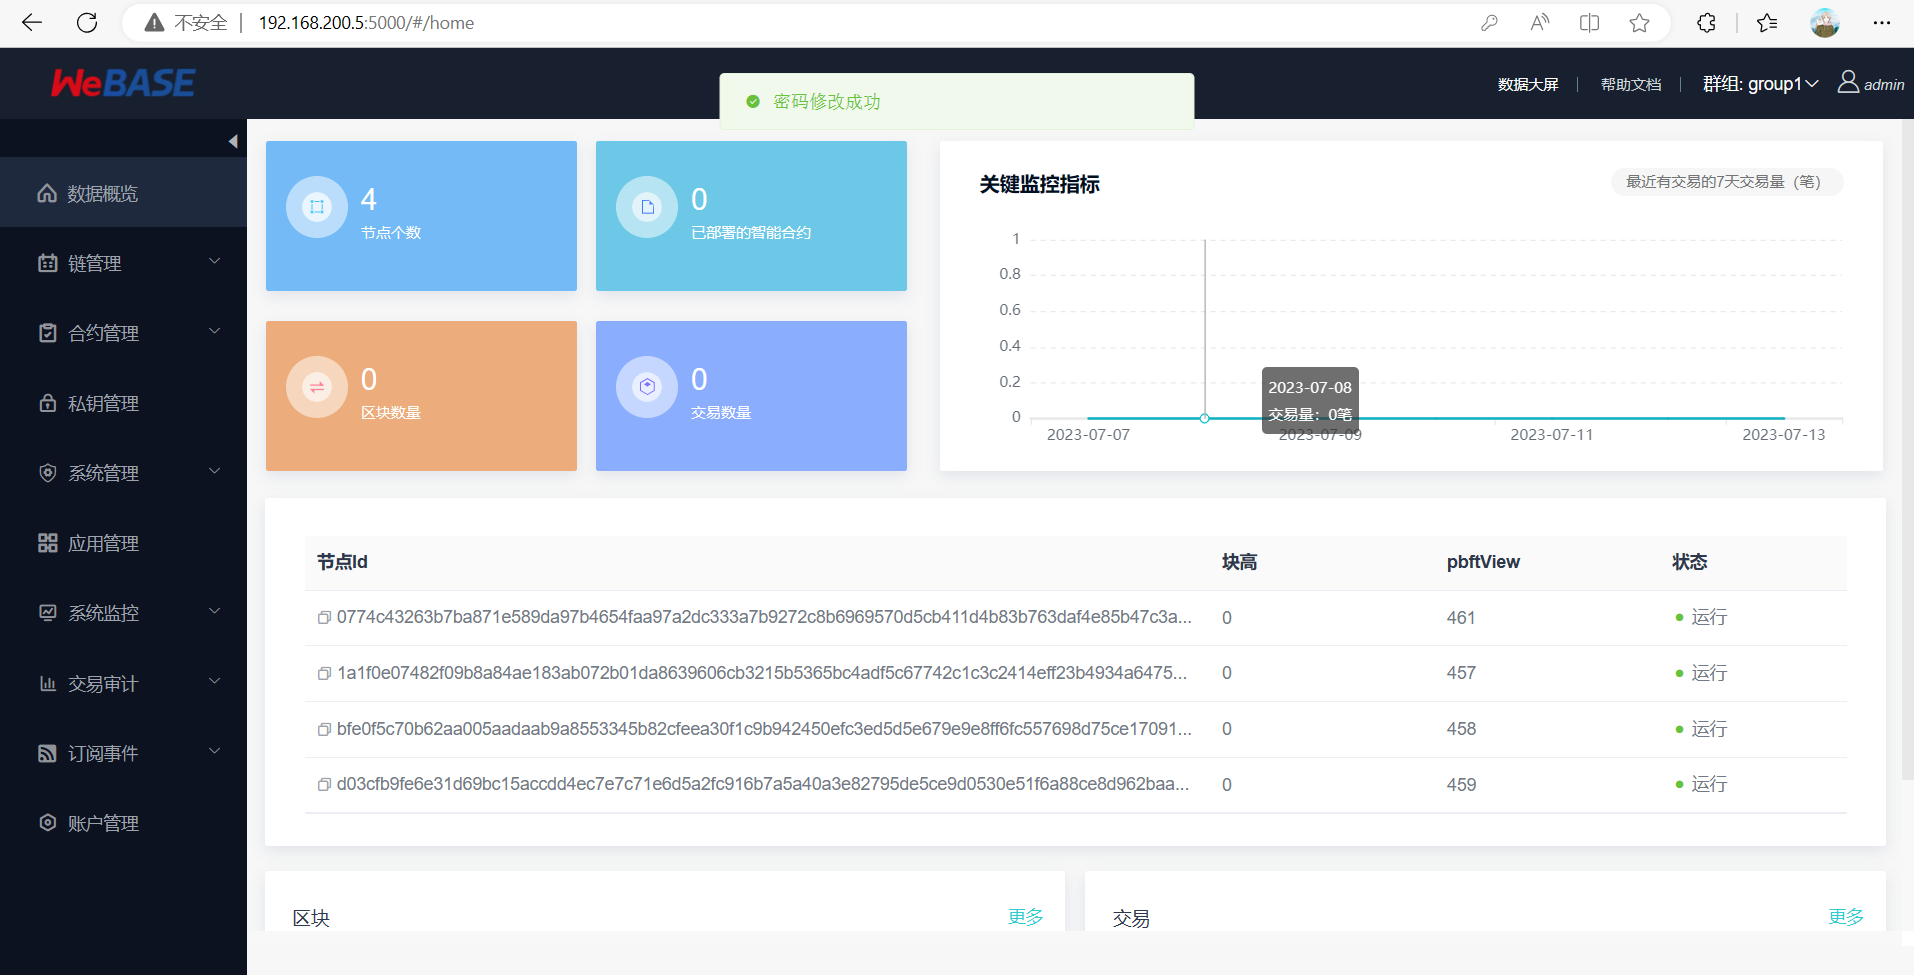 不安全 192.168.200.5:5000/#/home
WeBASE
密码修改成功
数据大屏 帮助文档 群组: group1 admin
数据概览
链管理
合约管理
私钥管理
系统管理
应用管理
系统监控
交易审计
订阅事件
账户管理
4
节点个数
0
已部署的智能合约
0
区块数量
0
交易数量
关键监控指标
最近有交易的7天交易量（笔）
1
0.8
0.6
0.4
0.2
0
2023-07-08
交易量：0笔
2023-07-07 2023-07-09 2023-07-11 2023-07-13
节点Id 块高 pbftView 状态
0774c43263b7ba871e589da97b4654faa97a2dc333a7b9272c8b6969570d5cb411d4b83b763daf4e85b47c3a... 0 461 运行
1a1f0e07482f09b8a84ae183ab072b01da8639606cb3215b5365bc4adf5c67742c1c3c2414eff23b4934a6475... 0 457 运行
bfe0f5c70b62aa005aadaab9a8553345b82cfeea30f1c9b942450efc3ed5d5e679e9e8ff6fc557698d75ce17091... 0 458 运行
d03cfb9fe6e31d69bc15accdd4ec7e7c71e6d5a2fc916b7a5a40a3e82795de5ce9d0530e51f6a88ce8d962baa... 0 459 运行
区块 更多
交易 更多